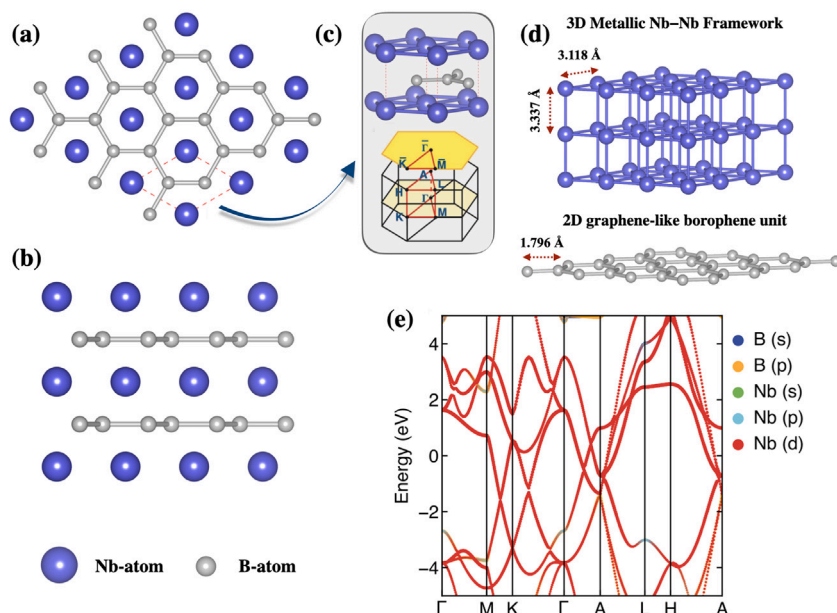 (a)
(b)
Nb-atom
B-atom
(c)
Γ̅
K̅
M̅
A
H
L
Γ
K
M
(d)
3D Metallic Nb–Nb Framework
3.118 Å
3.337 Å
2D graphene-like borophene unit
1.796 Å
(e)
Energy (eV)
4
2
0
−2
−4
Γ M K Γ A L H A
B (s)
B (p)
Nb (s)
Nb (p)
Nb (d)